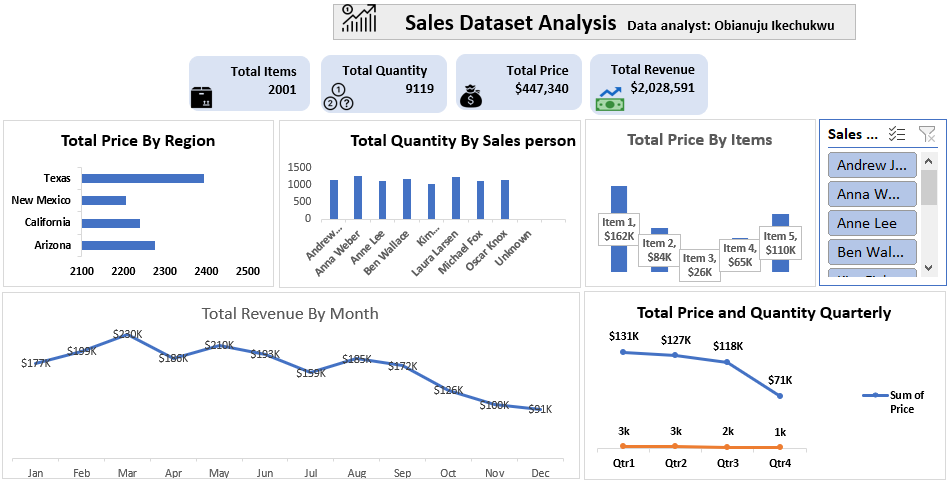 Sales Dataset Analysis Data analyst: Obianuju Ikechukwu
Total Items
2001
Total Quantity
9119
Total Price
$447,340
Total Revenue
$2,028,591
Total Price By Region
Texas
New Mexico
California
Arizona
2100 2200 2300 2400 2500
Total Quantity By Sales person
1500
1000
500
0
Andrew…
Anna Weber
Anne Lee
Ben Wallace
Kim…
Laura Larsen
Michael Fox
Oscar Knox
Unknown
Total Price By Items
Item 1,
$162K
Item 2,
$84K
Item 3,
$26K
Item 4,
$65K
Item 5,
$110K
Sales ...
Andrew J...
Anna W...
Anne Lee
Ben Wal...
Total Revenue By Month
$177K $199K $230K $186K $210K $193K $159K $185K $172K $126K $100K $91K
Jan Feb Mar Apr May Jun Jul Aug Sep Oct Nov Dec
Total Price and Quantity Quarterly
$131K $127K $118K $71K
Sum of
Price
3k 3k 2k 1k
Qtr1 Qtr2 Qtr3 Qtr4